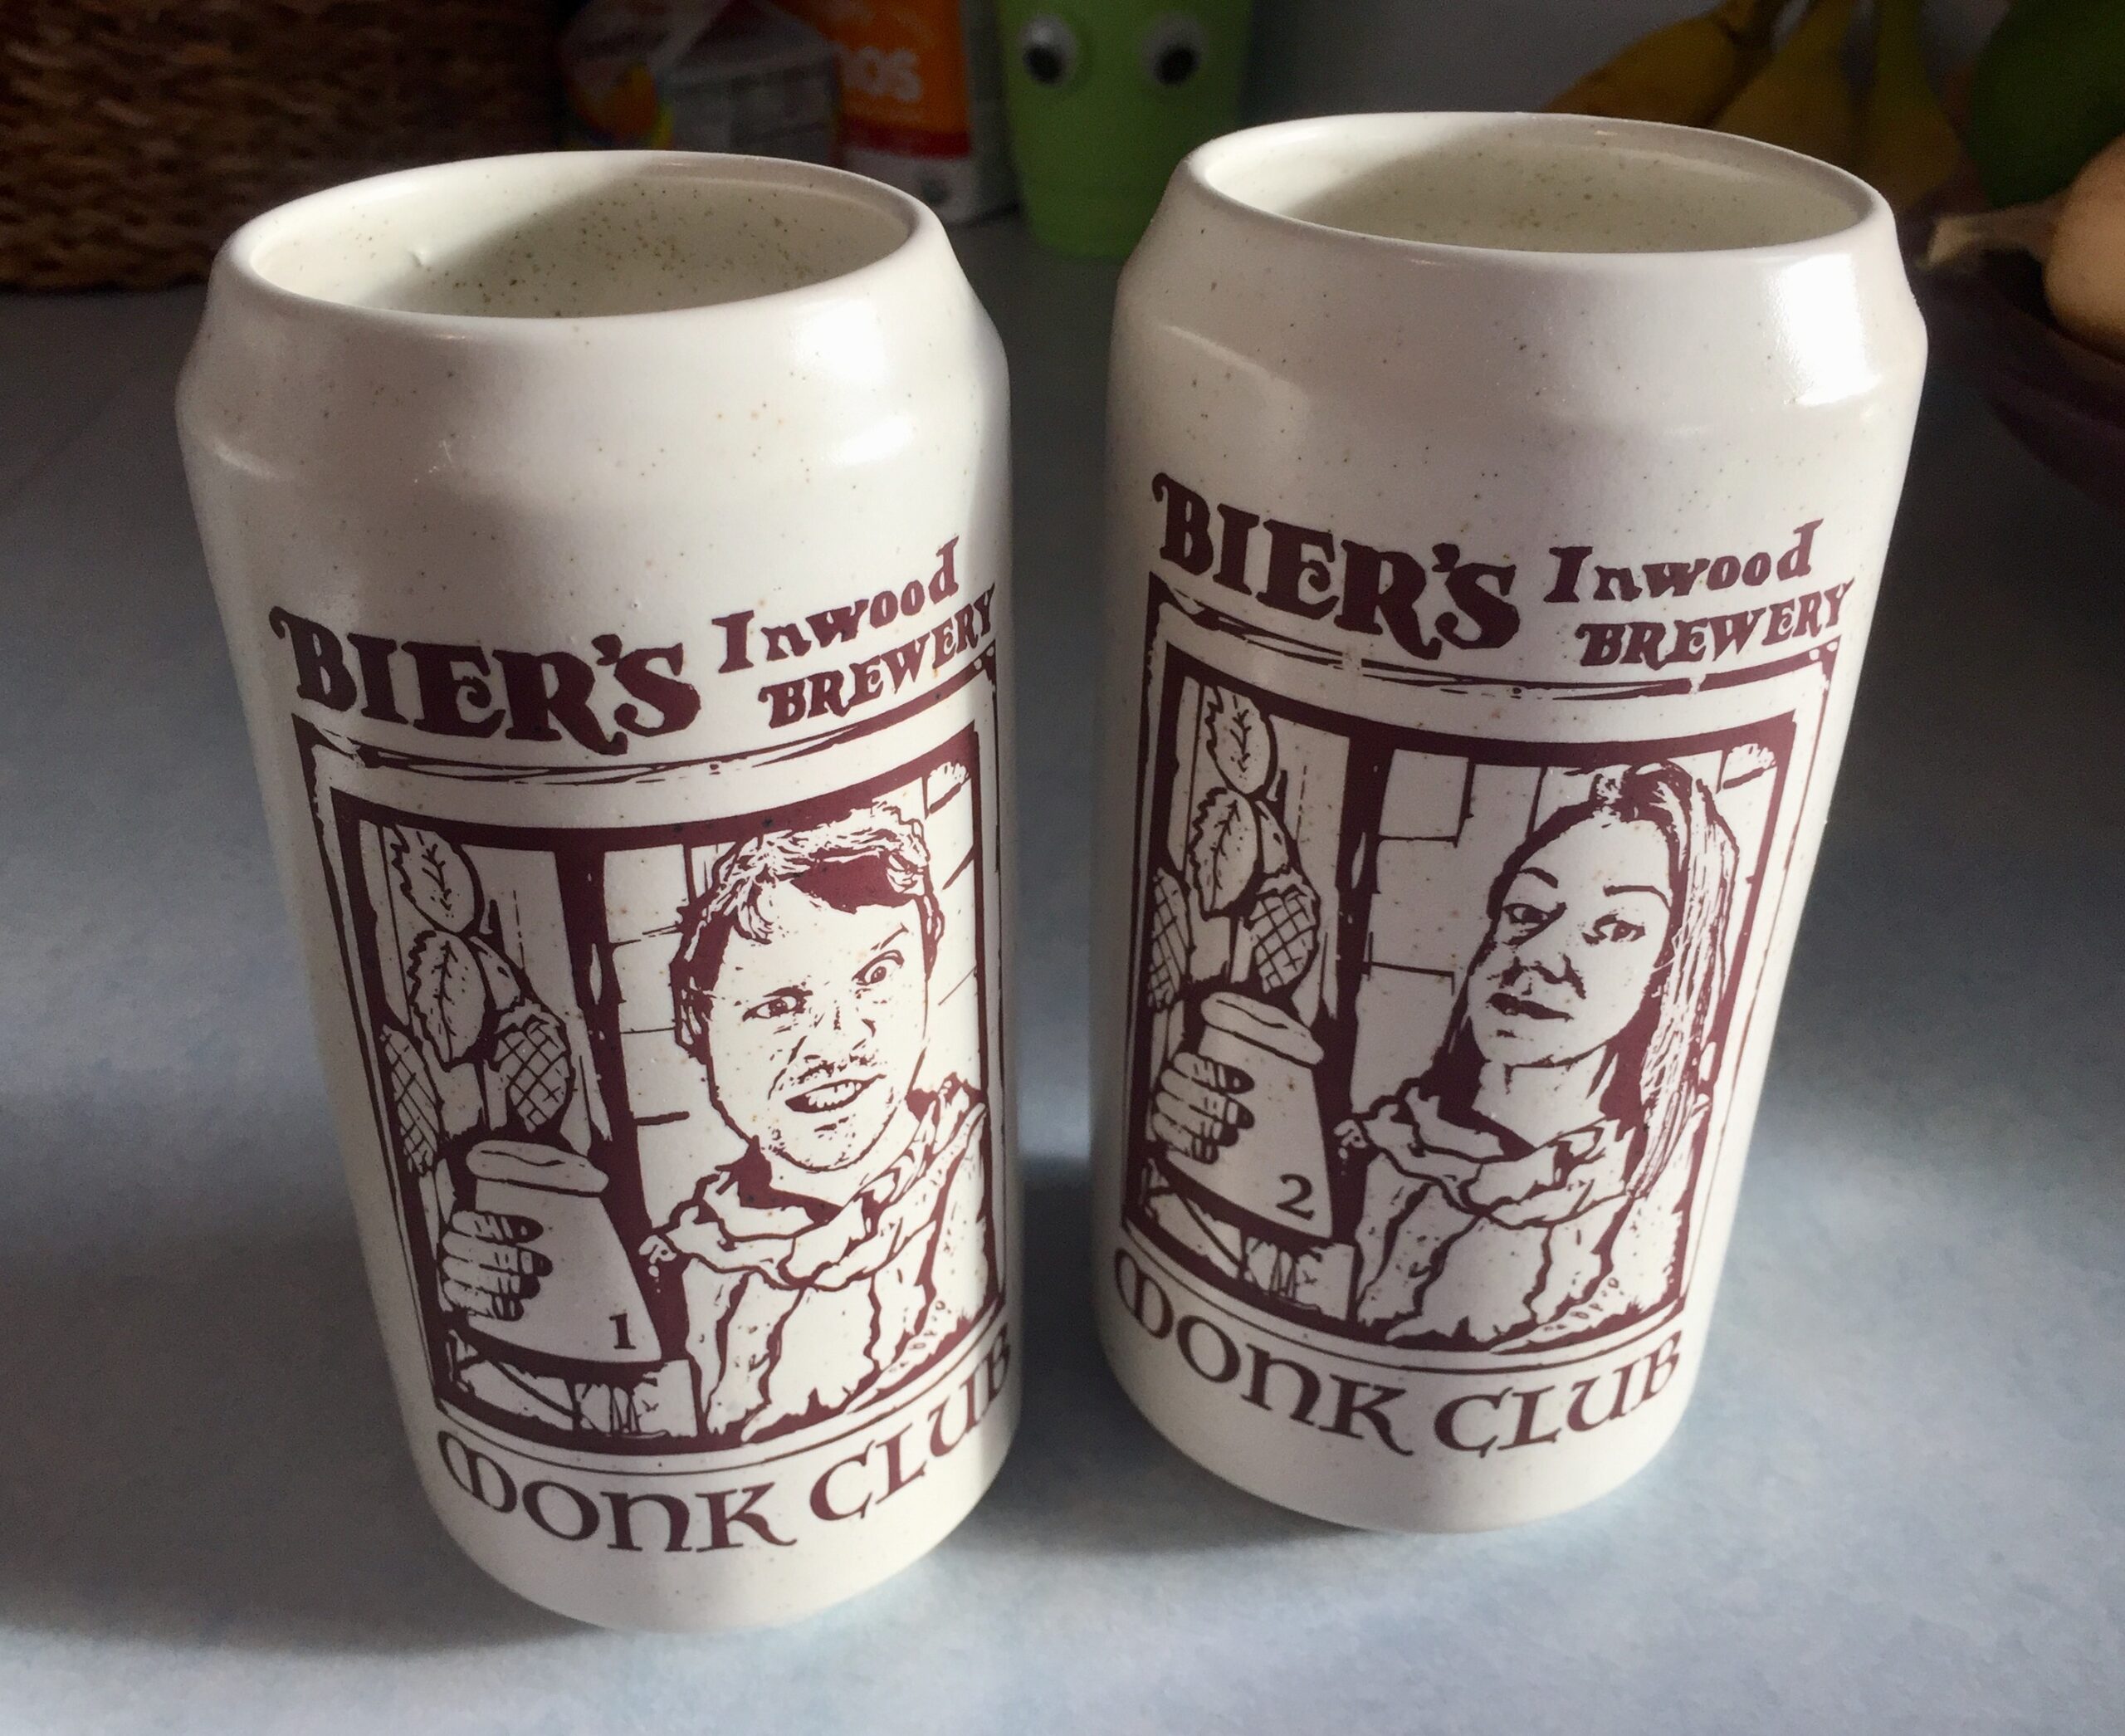 BIER'S Inwood
BREWERY
1
MONK CLUB
BIER'S Inwood
BREWERY
2
MONK CLUB